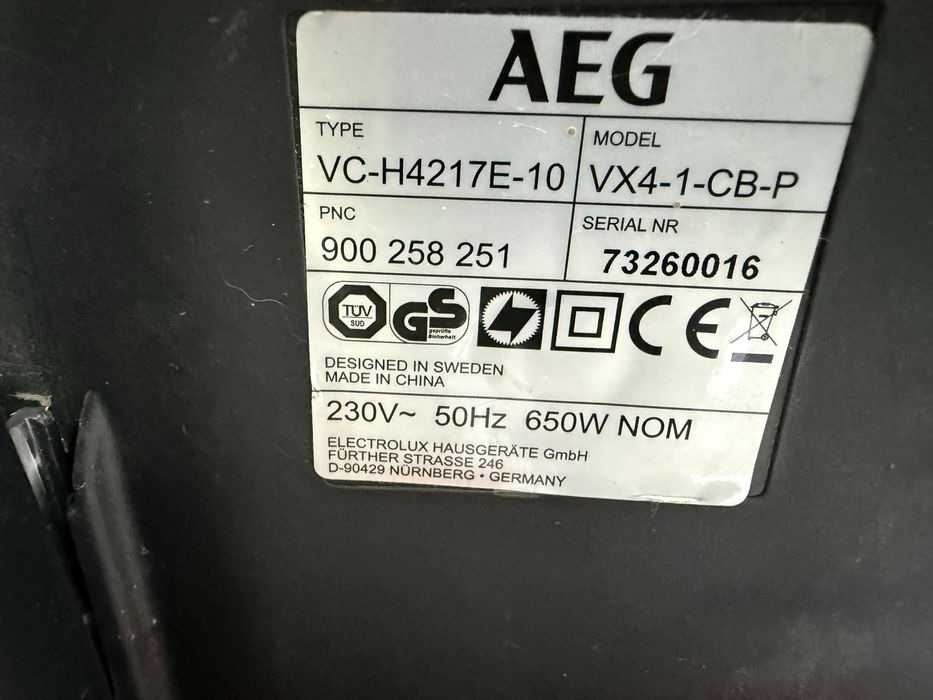 AEG
TYPE
VC-H4217E-10
MODEL
VX4-1-CB-P
PNC
900 258 251
SERIAL NR
73260016
TÜV
SUD
GS
geprüfte
Sicherheit
CE
DESIGNED IN SWEDEN
MADE IN CHINA
230V~ 50Hz 650W NOM
ELECTROLUX HAUSGERÄTE GmbH
FÜRTHER STRASSE 246
D-90429 NÜRNBERG • GERMANY